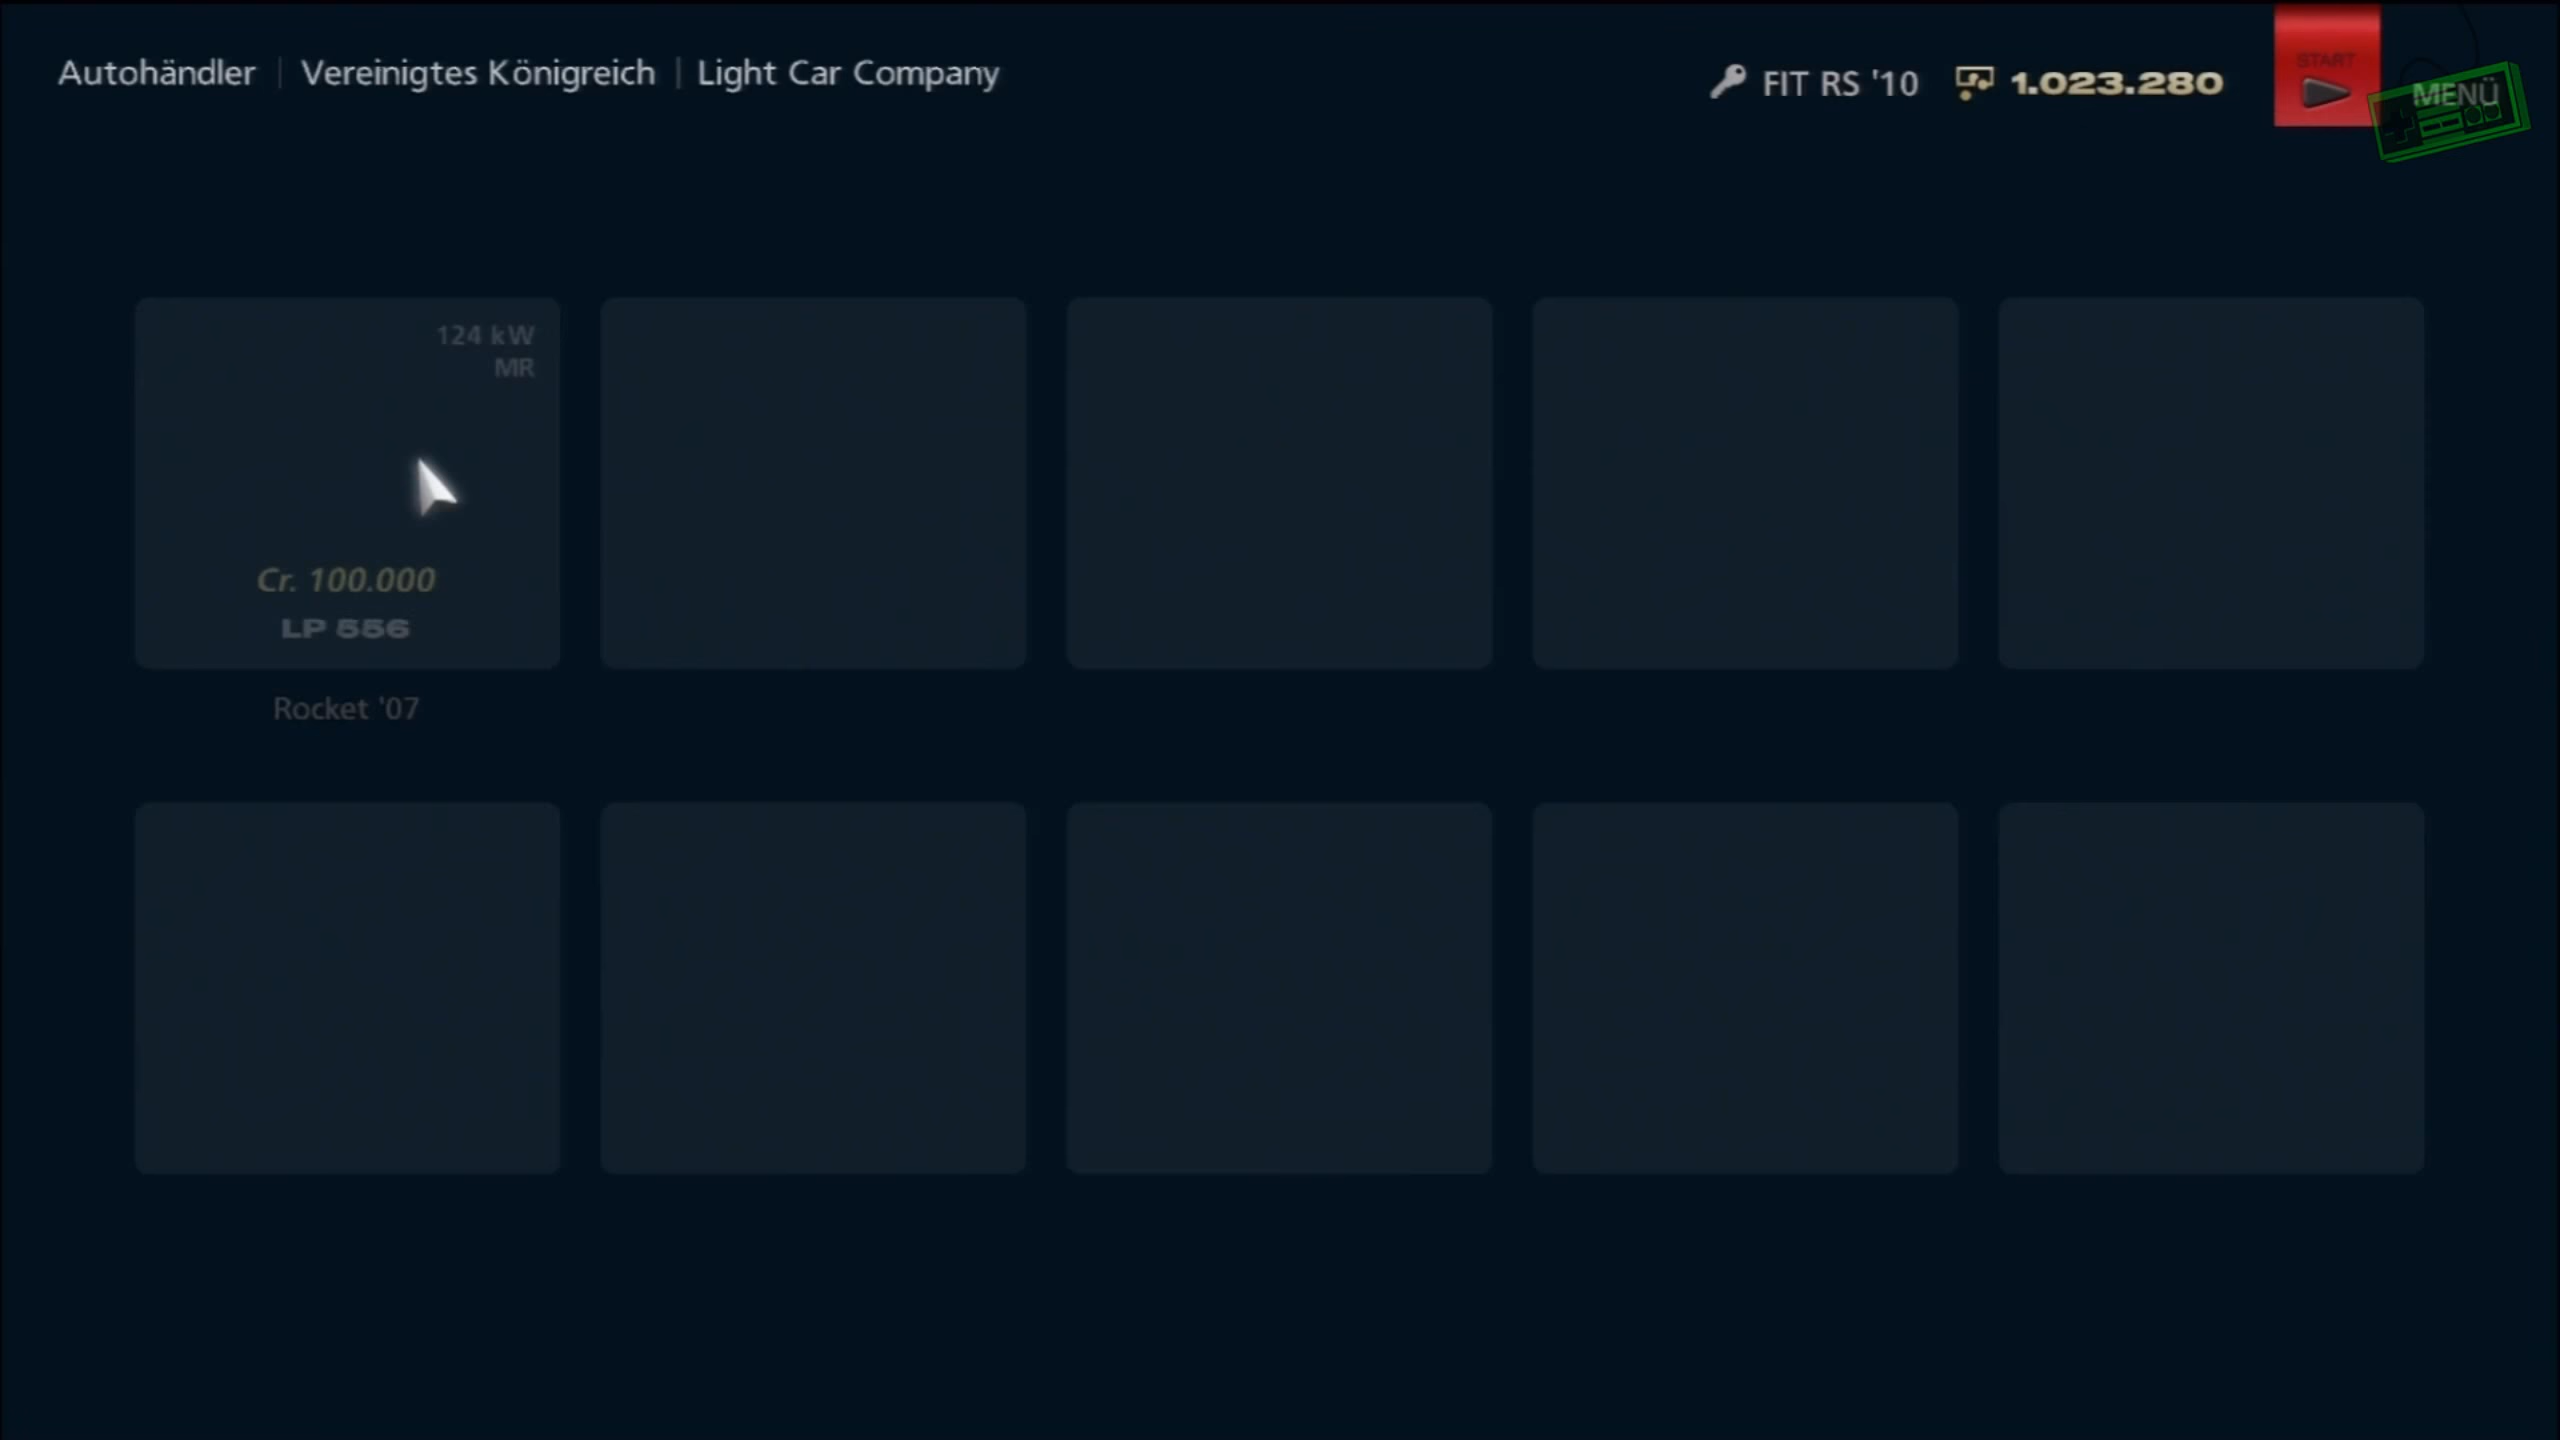 Autohändler | Vereinigtes Königreich | Light Car Company
FIT RS '10
1.023.280
START
MENÜ
124 kW
MR
Cr. 100.000
LP 556
Rocket '07